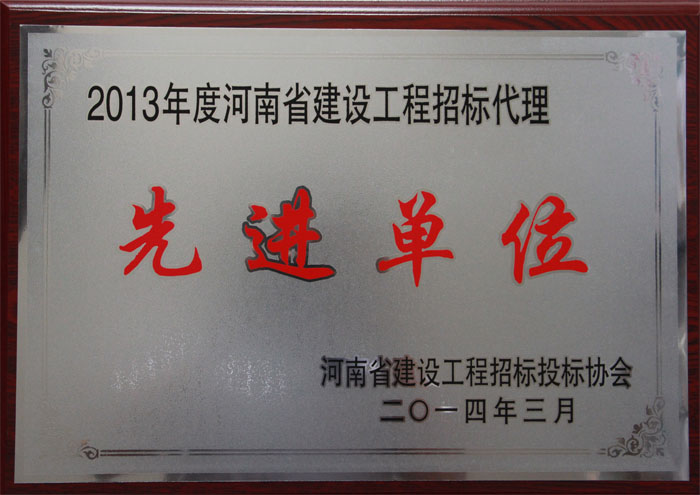 2013年度河南省建设工程招标代理
先进单位
河南省建设工程招标投标协会
二〇一四年三月